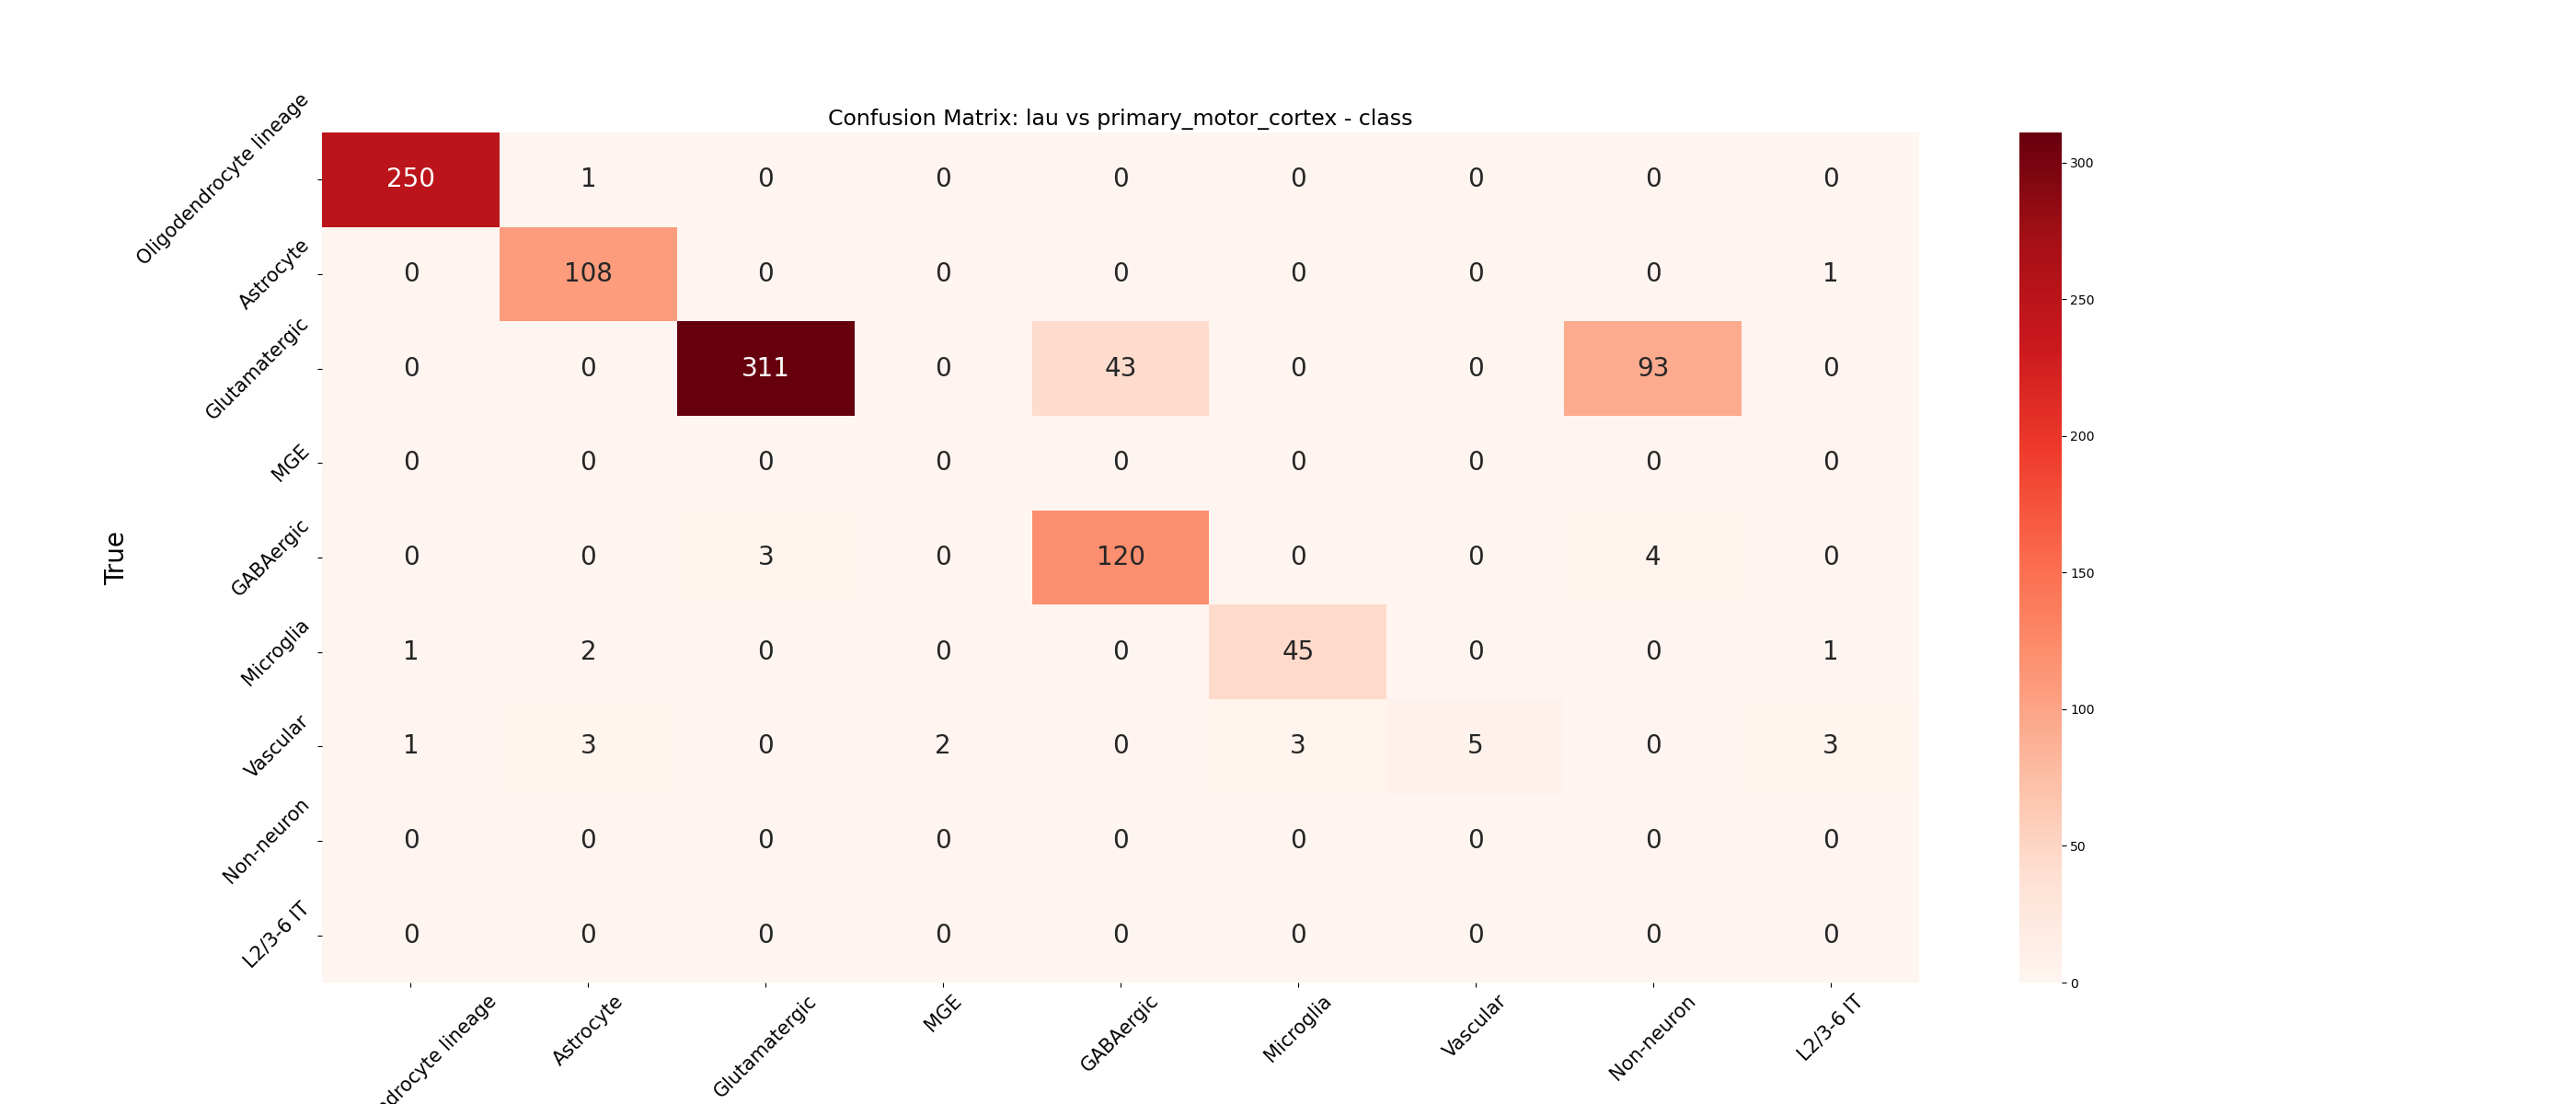 Confusion Matrix: lau vs primary_motor_cortex - class
True
Oligodendrocyte lineage 250 1 0 0 0 0 0 0 0
Astrocyte 0 108 0 0 0 0 0 0 1
Glutamatergic 0 0 311 0 43 0 0 93 0
MGE 0 0 0 0 0 0 0 0 0
GABAergic 0 0 3 0 120 0 0 4 0
Microglia 1 2 0 0 0 45 0 0 1
Vascular 1 3 0 2 0 3 5 0 3
Non-neuron 0 0 0 0 0 0 0 0 0
L2/3-6 IT 0 0 0 0 0 0 0 0 0
lineage Astrocyte Glutamatergic MGE GABAergic Microglia Vascular Non-neuron L2/3-6 IT
300
250
200
150
100
50
0